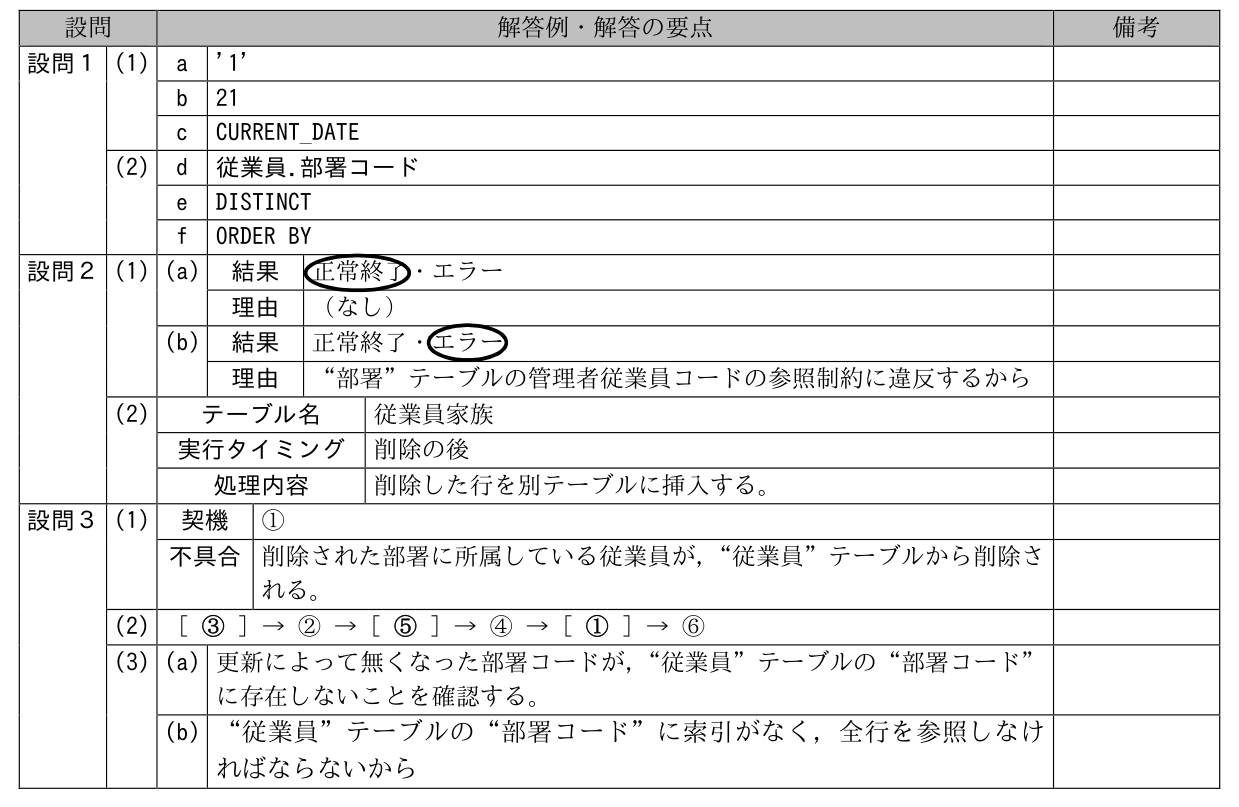 設問 解答例・解答の要点 備考
設問１ (1) a ’1’
b 21
c CURRENT_DATE
(2) d 従業員.部署コード
e DISTINCT
f ORDER BY
設問２ (1) (a) 結果 正常終了・エラー
理由 （なし）
(b) 結果 正常終了・エラー
理由 “部署”テーブルの管理者従業員コードの参照制約に違反するから
(2) テーブル名 従業員家族
実行タイミング 削除の後
処理内容 削除した行を別テーブルに挿入する。
設問３ (1) 契機 ①
不具合 削除された部署に所属している従業員が，“従業員”テーブルから削除さ
れる。
(2) ［ ③ ］ → ② → ［ ⑤ ］ → ④ → ［ ① ］ → ⑥
(3) (a) 更新によって無くなった部署コードが，“従業員”テーブルの“部署コード”
に存在しないことを確認する。
(b) “従業員”テーブルの“部署コード”に索引がなく，全行を参照しなけ
ればならないから